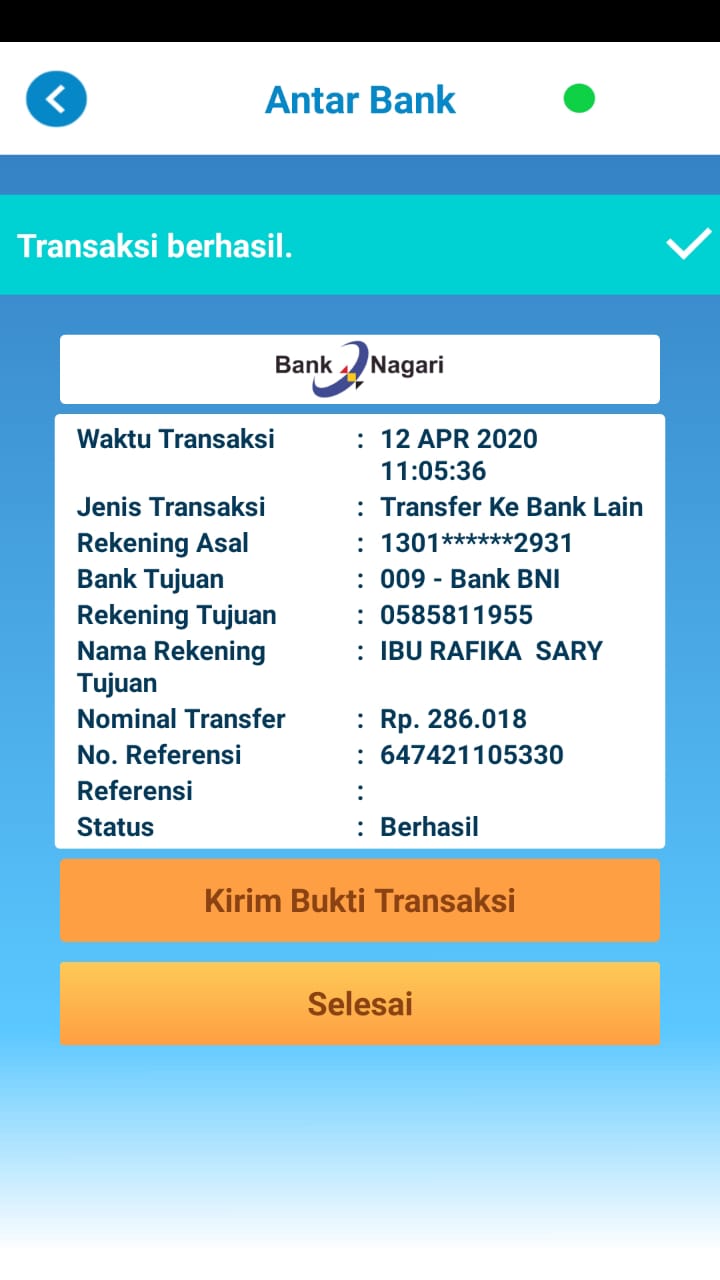 Antar Bank
Transaksi berhasil.
Bank Nagari
Waktu Transaksi : 12 APR 2020
11:05:36
Jenis Transaksi : Transfer Ke Bank Lain
Rekening Asal : 1301******2931
Bank Tujuan : 009 - Bank BNI
Rekening Tujuan : 0585811955
Nama Rekening : IBU RAFIKA  SARY
Tujuan
Nominal Transfer : Rp. 286.018
No. Referensi : 647421105330
Referensi :
Status : Berhasil
Kirim Bukti Transaksi
Selesai